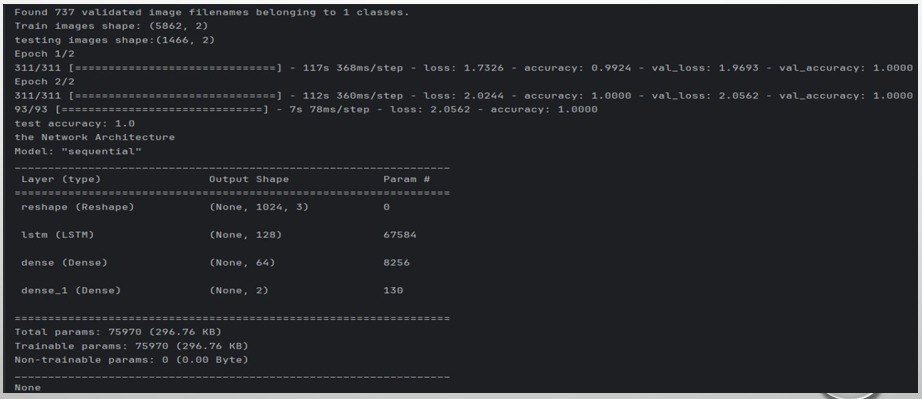 Found 737 validated image filenames belonging to 1 classes.
Train images shape: (5862, 2)
testing images shape:(1466, 2)
Epoch 1/2
311/311 [==============================] - 117s 368ms/step - loss: 1.7326 - accuracy: 0.9924 - val_loss: 1.9693 - val_accuracy: 1.0000
Epoch 2/2
311/311 [==============================] - 112s 360ms/step - loss: 2.0244 - accuracy: 1.0000 - val_loss: 2.0562 - val_accuracy: 1.0000
93/93 [==============================] - 7s 78ms/step - loss: 2.0562 - accuracy: 1.0000
test accuracy: 1.0
the Network Architecture
Model: "sequential"
_________________________________________________________________
Layer (type) Output Shape Param #
=================================================================
reshape (Reshape) (None, 1024, 3) 0
lstm (LSTM) (None, 128) 67584
dense (Dense) (None, 64) 8256
dense_1 (Dense) (None, 2) 130
=================================================================
Total params: 75970 (296.76 KB)
Trainable params: 75970 (296.76 KB)
Non-trainable params: 0 (0.00 Byte)
_________________________________________________________________
None